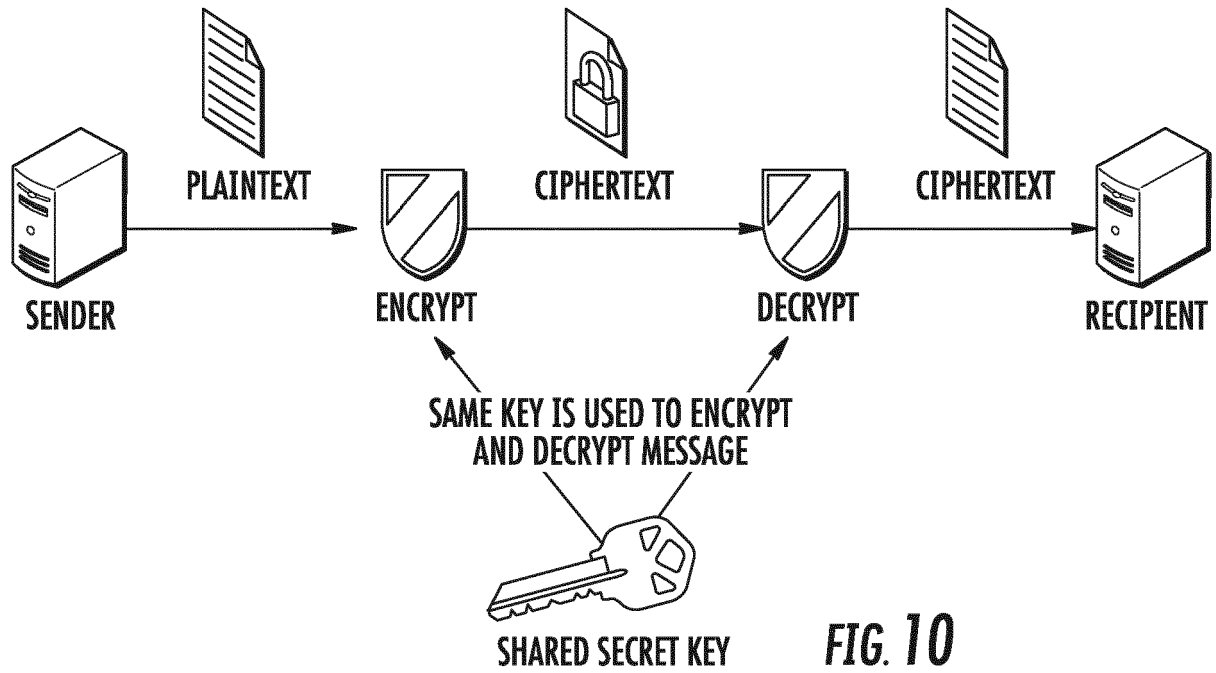 PLAINTEXT
CIPHERTEXT
CIPHERTEXT
SENDER
ENCRYPT
DECRYPT
RECIPIENT
SAME KEY IS USED TO ENCRYPT
AND DECRYPT MESSAGE
SHARED SECRET KEY
FIG. 10